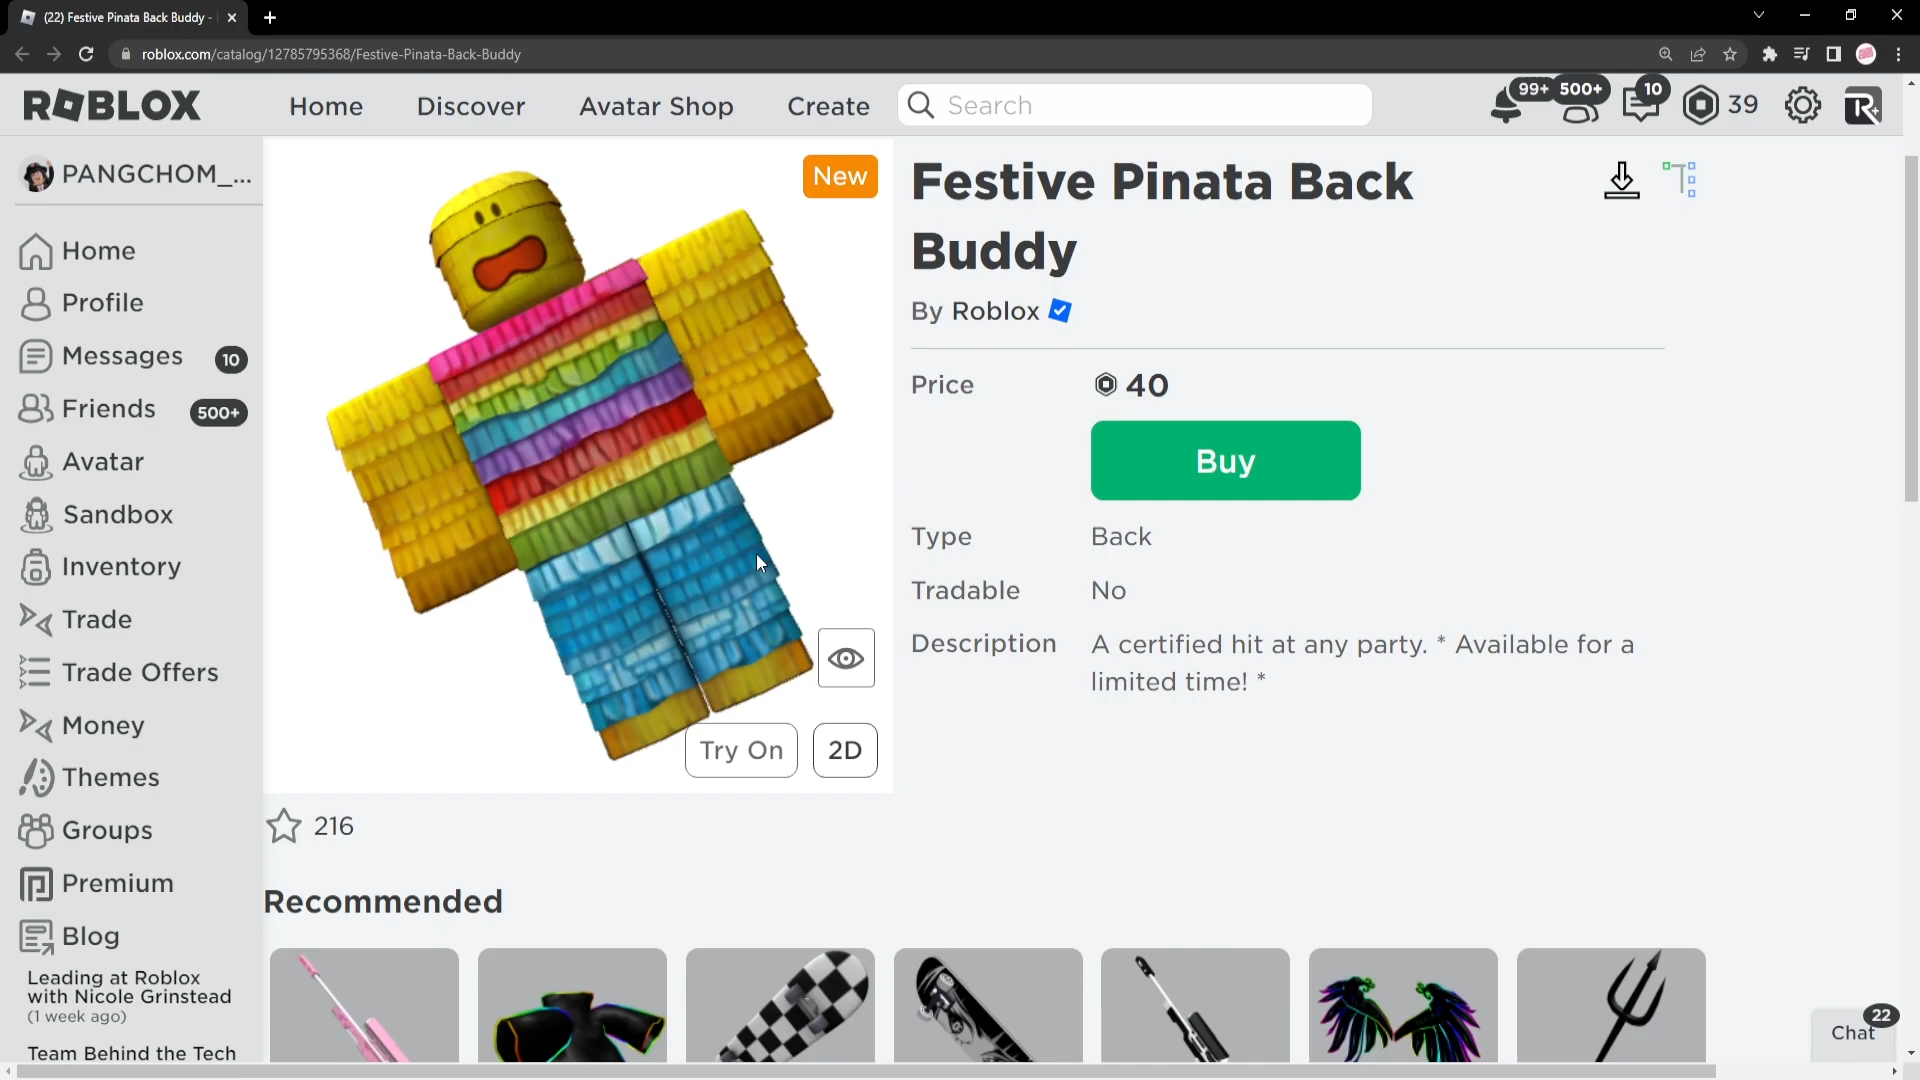 (22) Festive Pinata Back Buddy -
roblox.com/catalog/12785795368/Festive-Pinata-Back-Buddy
ROBLOX
Home
Discover
Avatar Shop
Create
Search
99+
500+
10
39
PANGCHOM_...
Home
Profile
Messages
10
Friends
500+
Avatar
Sandbox
Inventory
Trade
Trade Offers
Money
Themes
Groups
Premium
Blog
Leading at Roblox
with Nicole Grinstead
(1 week ago)
Team Behind the Tech
New
Try On
2D
216
Festive Pinata Back
Buddy
By Roblox
Price
40
Buy
Type
Back
Tradable
No
Description
A certified hit at any party. * Available for a
limited time! *
Recommended
Chat
22